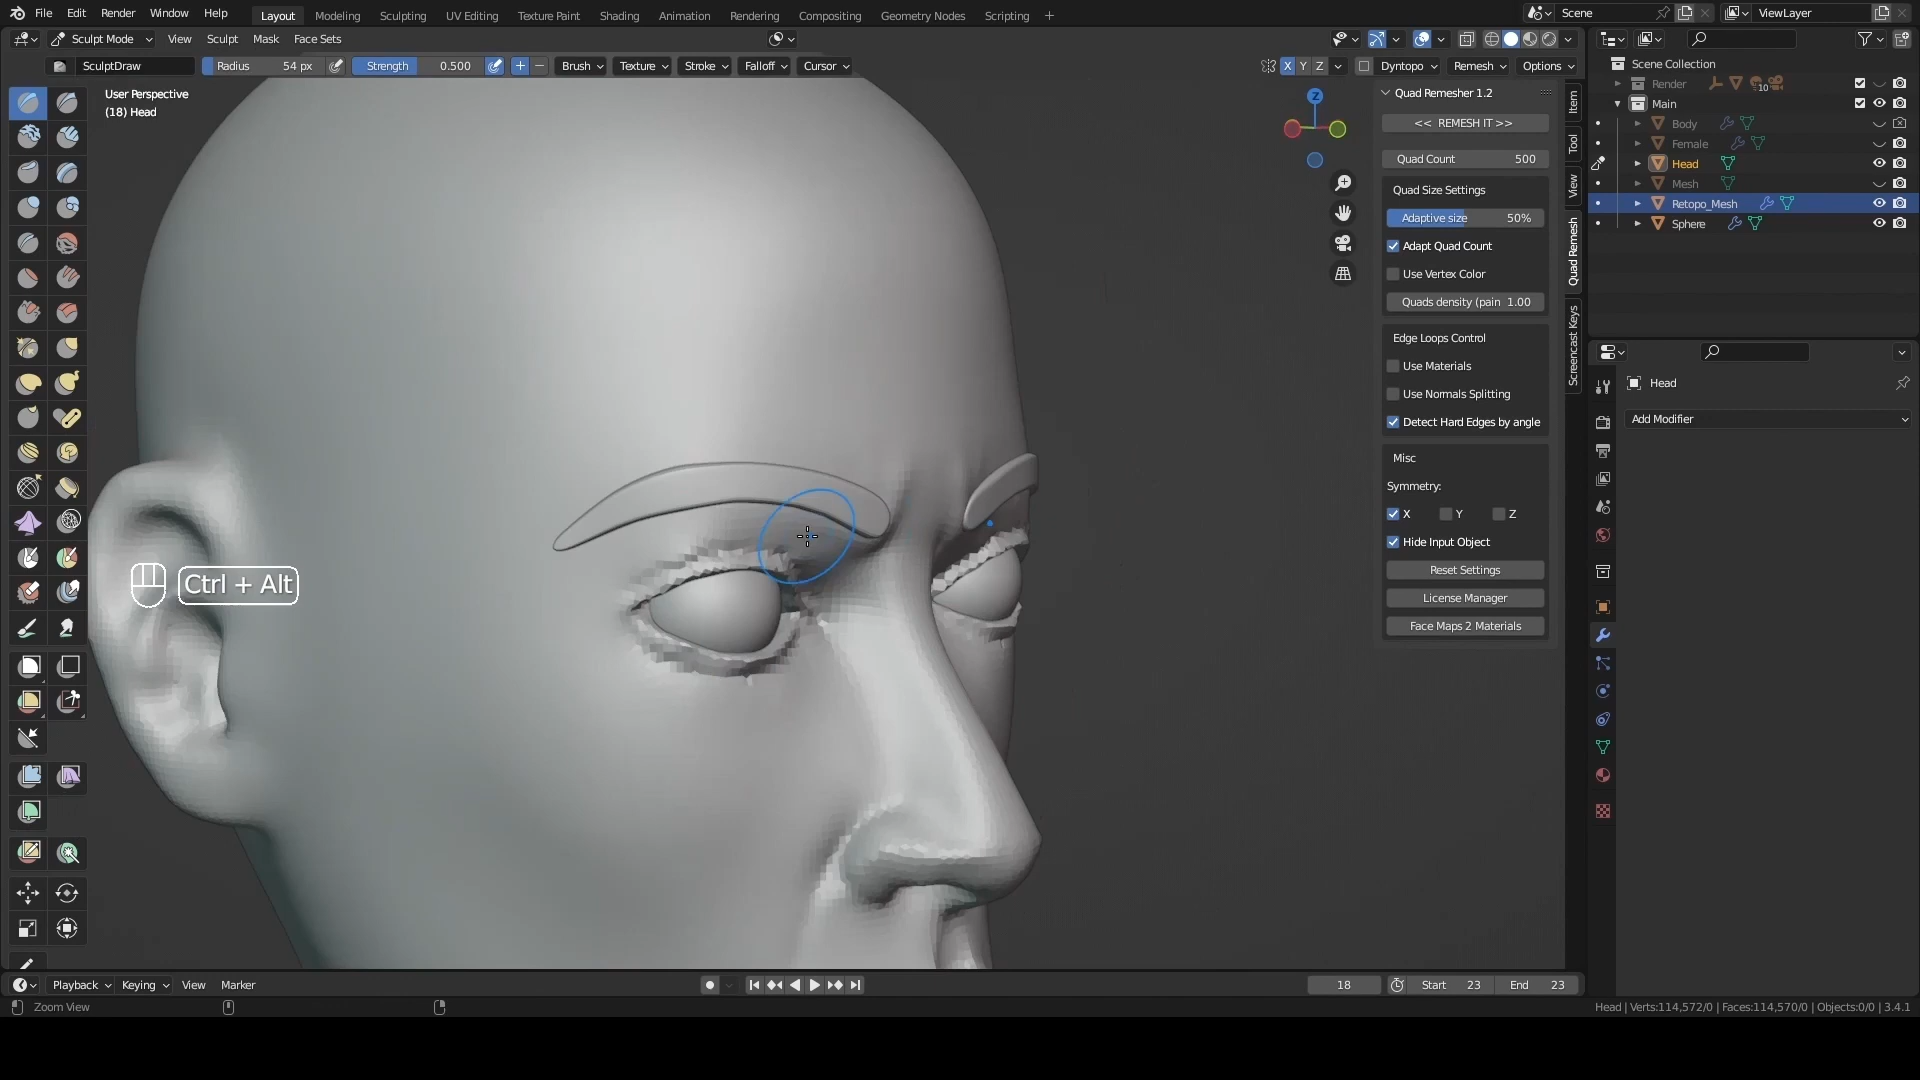 File Edit Render Window Help Layout Modeling Sculpting UV Editing Texture Paint Shading Animation Rendering Compositing Geometry Nodes Scripting + Scene ViewLayer
Sculpt Mode View Sculpt Mask Face Sets
SculptDraw Radius 54 px Strength 0.500 Brush Texture Stroke Falloff Cursor X Y Z Dyntopo Remesh Options
User Perspective
(18) Head
Z
Ctrl + Alt
Quad Remesher 1.2
<< REMESH IT >>
Quad Count 500
Quad Size Settings
Adaptive size 50%
Adapt Quad Count
Use Vertex Color
Quads density (pain 1.00
Edge Loops Control
Use Materials
Use Normals Splitting
Detect Hard Edges by angle
Misc
Symmetry:
X Y Z
Hide Input Object
Reset Settings
License Manager
Face Maps 2 Materials
Item
Tool
View
Quad Remesh
Screencast Keys
Scene Collection
Render 10
Main
Body
Female
Head
Mesh
Retopo_Mesh
Sphere
Head
Add Modifier
Playback Keying View Marker 18 Start 23 End 23
Zoom View Head | Verts:114,572/0 | Faces:114,570/0 | Objects:0/0 | 3.4.1